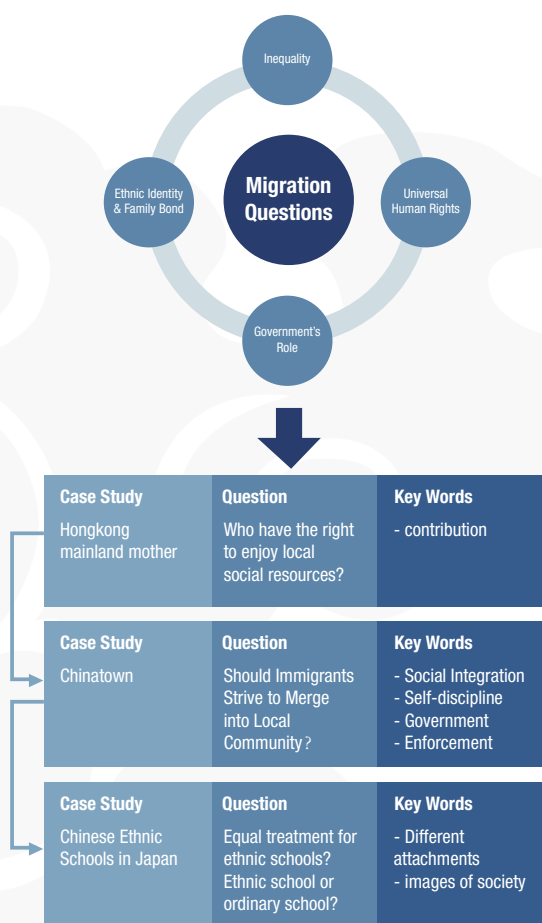 Inequality
Ethnic Identity
& Family Bond
Migration
Questions
Universal
Human Rights
Government's
Role
Case Study
Hongkong
mainland mother
Question
Who have the right
to enjoy local
social resources?
Key Words
- contribution
Case Study
Chinatown
Question
Should Immigrants
Strive to Merge
into Local
Community？
Key Words
- Social Integration
- Self-discipline
- Government
- Enforcement
Case Study
Chinese Ethnic
Schools in Japan
Question
Equal treatment for
ethnic schools?
Ethnic school or
ordinary school?
Key Words
- Different
attachments
- images of society